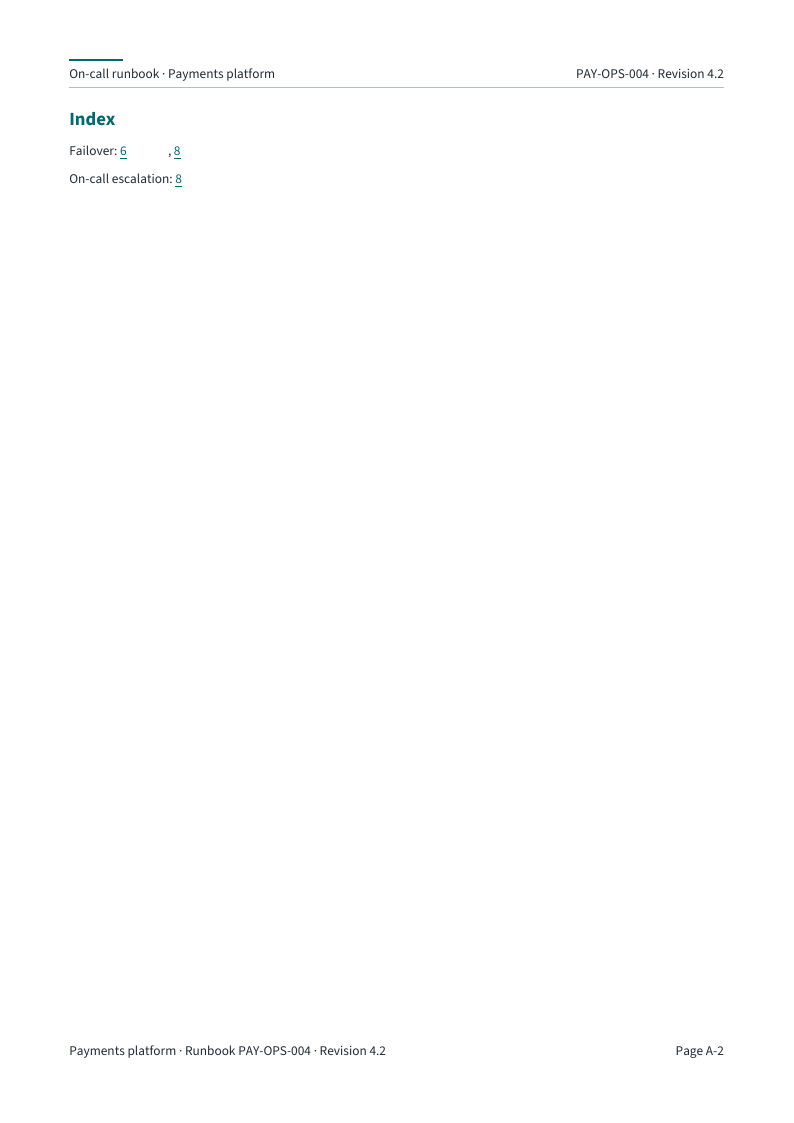 On-call runbook · Payments platform PAY-OPS-004 · Revision 4.2
Index
Failover: 6 , 8
On-call escalation: 8
Payments platform · Runbook PAY-OPS-004 · Revision 4.2 Page A-2